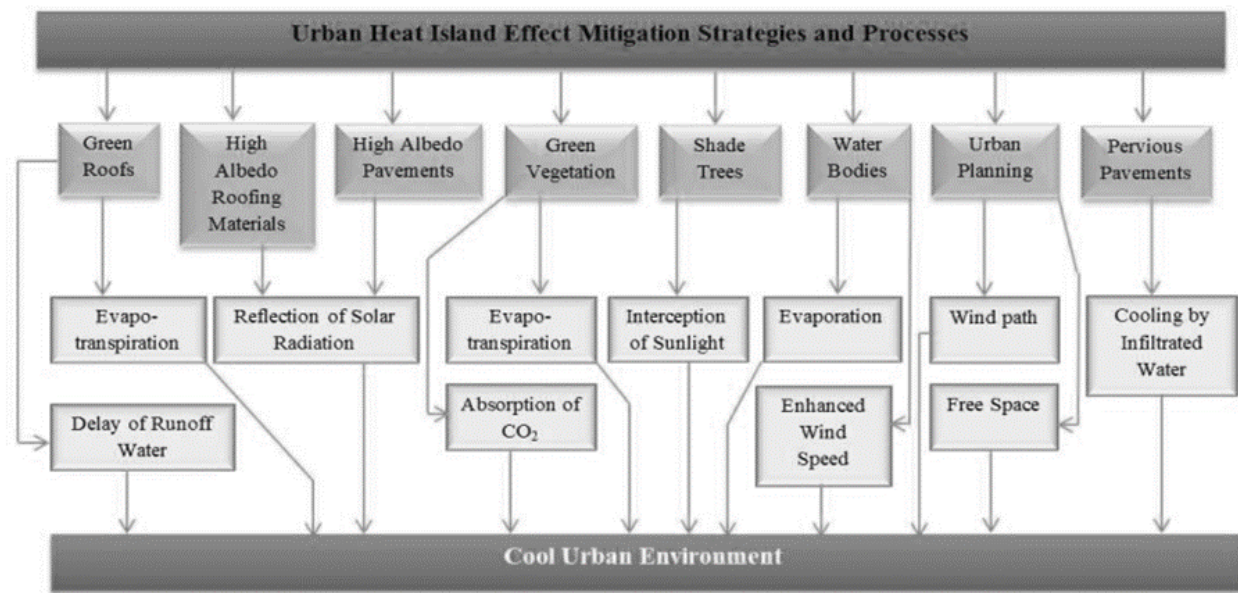 Urban Heat Island Effect Mitigation Strategies and Processes
Green
Roofs
High
Albedo
Roofing
Materials
High Albedo
Pavements
Green
Vegetation
Shade
Trees
Water
Bodies
Urban
Planning
Pervious
Pavements
Evapo-
transpiration
Reflection of Solar
Radiation
Evapo-
transpiration
Interception
of Sunlight
Evaporation
Wind path
Cooling by
Infiltrated
Water
Delay of Runoff
Water
Absorption of
CO₂
Enhanced
Wind
Speed
Free Space
Cool Urban Environment